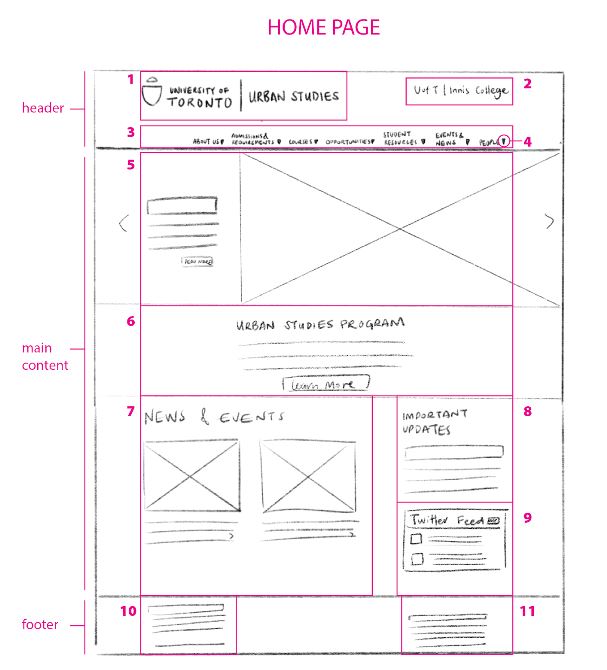 HOME PAGE
header
1
UNIVERSITY OF
TORONTO
URBAN STUDIES
2
UofT | Innis College
3
ABOUT US
ADMISSIONS &
REQUIREMENTS
COURSES
OPPORTUNITIES
STUDENT
RESOURCES
EVENTS &
NEWS
PEOPLE
4
main
content
5
READ MORE
6
URBAN STUDIES PROGRAM
Learn More
7
NEWS & EVENTS
8
IMPORTANT
UPDATES
9
Twitter Feed
footer
10
11